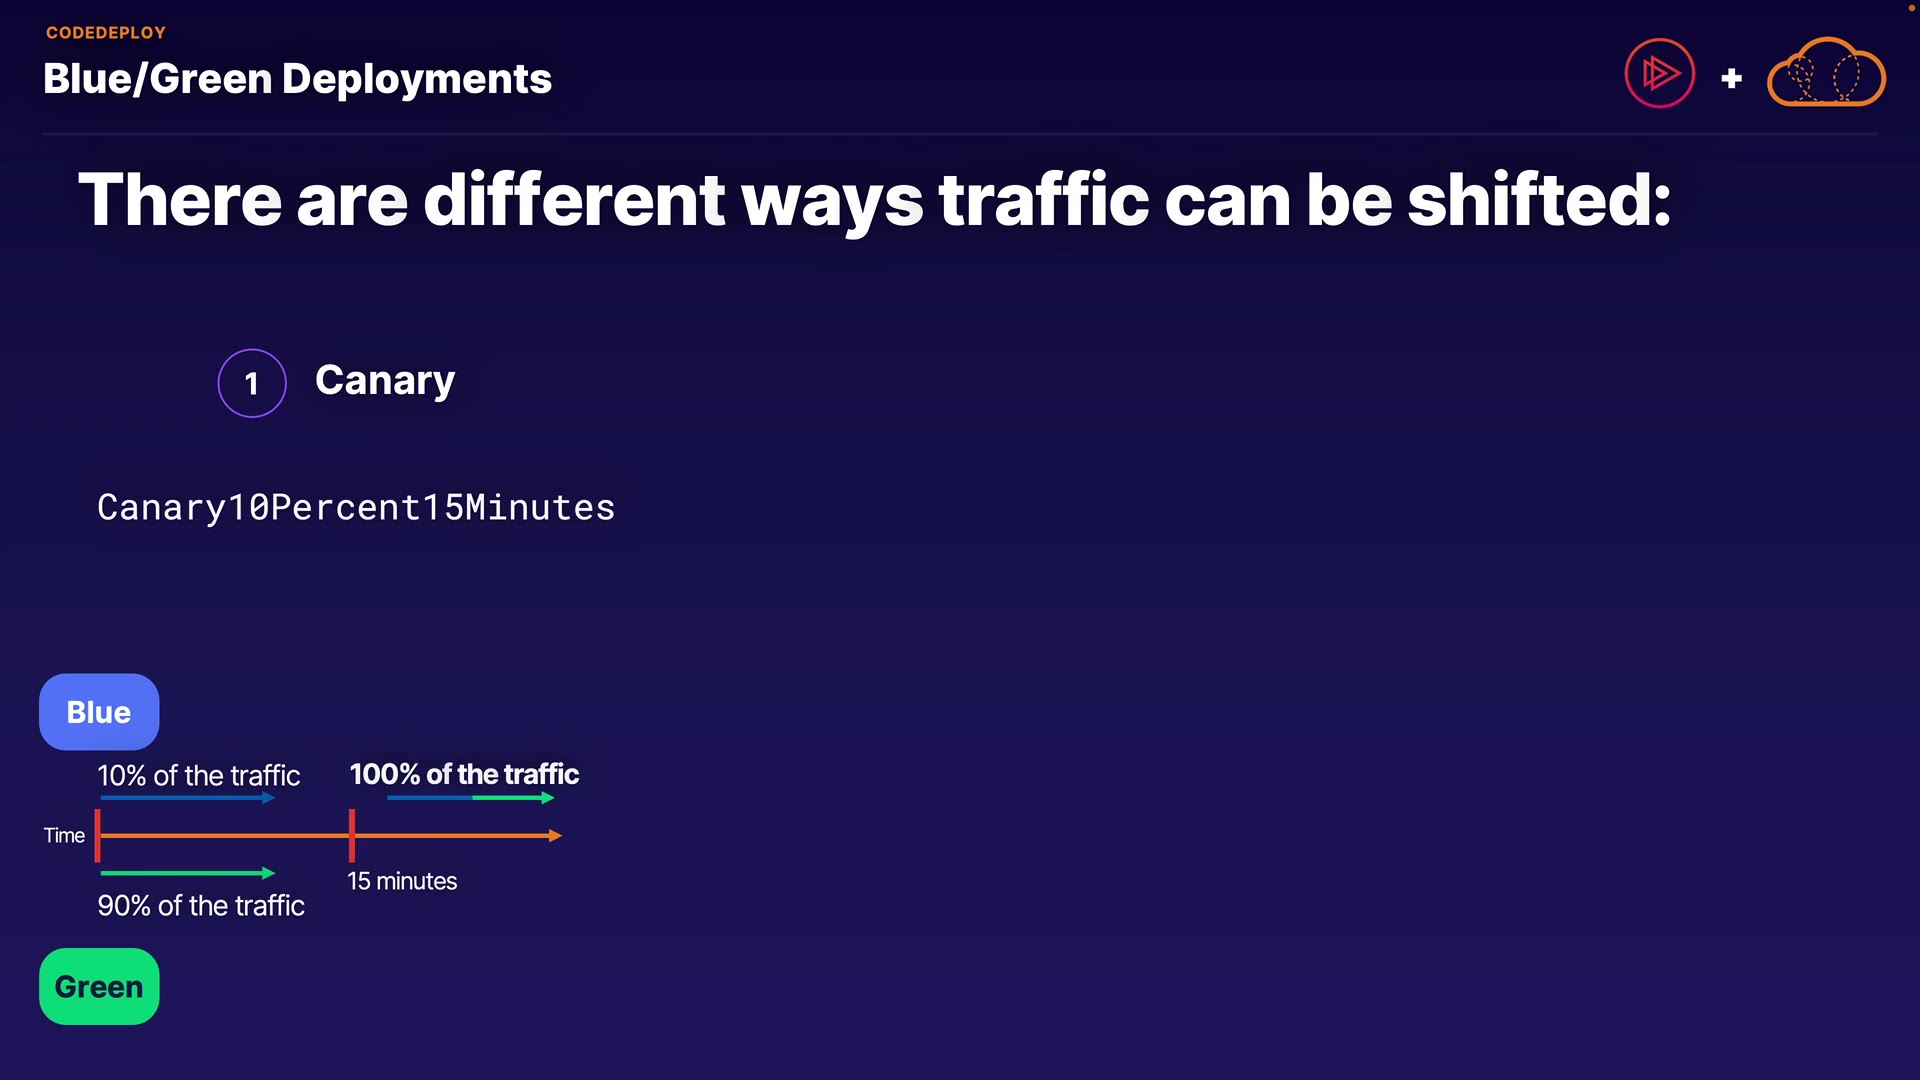 CODEDEPLOY
Blue/Green Deployments
+
There are different ways traffic can be shifted:
1 Canary
Canary10Percent15Minutes
Blue
10% of the traffic 100% of the traffic
Time
15 minutes
90% of the traffic
Green